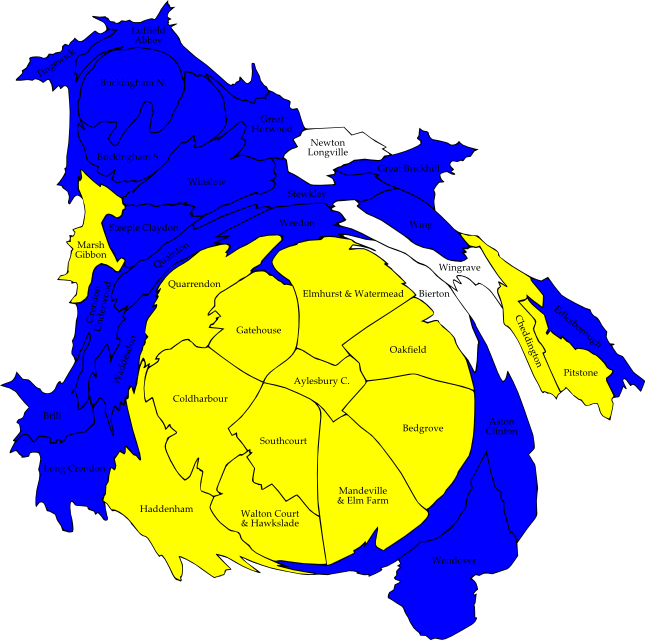 Luffield
Abbey
Tingewick
Buckingham N.
Great
Horwood
Newton
Longville
Buckingham S.
Great Brickhill
Winslow
Stewkley
Steeple Claydon
Weedon
Wing
Marsh
Gibbon
Quainton
Wingrave
Quarrendon
Elmhurst & Watermead
Bierton
Grendon
Underwood
Edlesborough
Gatehouse
Cheddington
Oakfield
Waddesdon
Aylesbury C.
Pitstone
Coldharbour
Brill
Southcourt
Bedgrove
Aston
Clinton
Long Crendon
Mandeville
& Elm Farm
Haddenham
Walton Court
& Hawkslade
Wendover